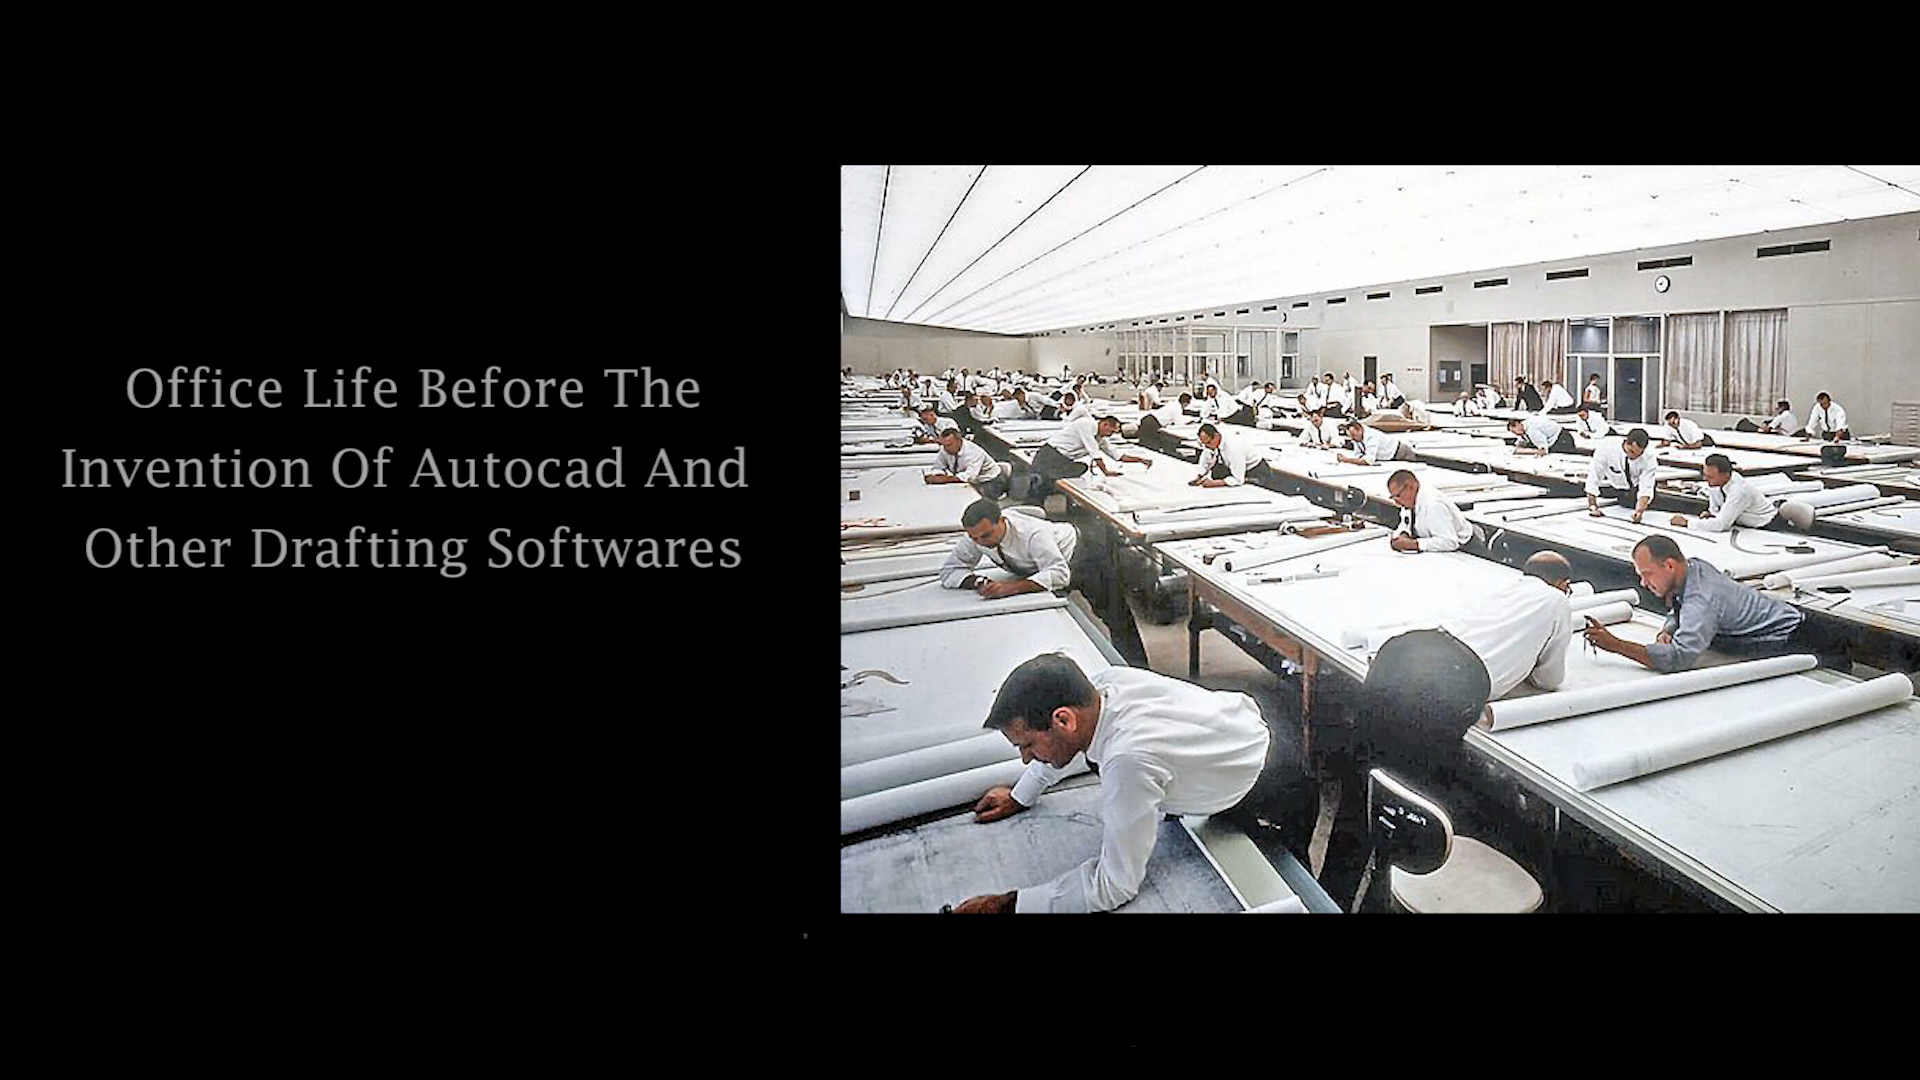 Office Life Before The
Invention Of Autocad And
Other Drafting Softwares